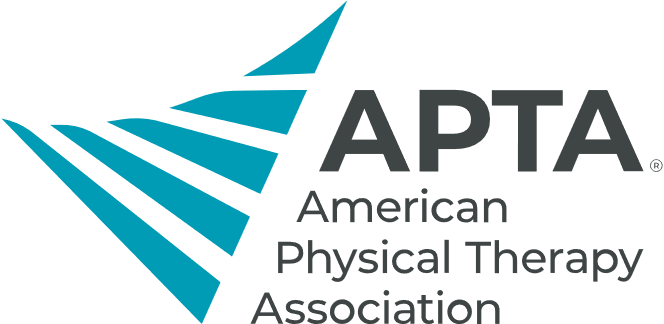 APTA®
American
Physical Therapy
Association